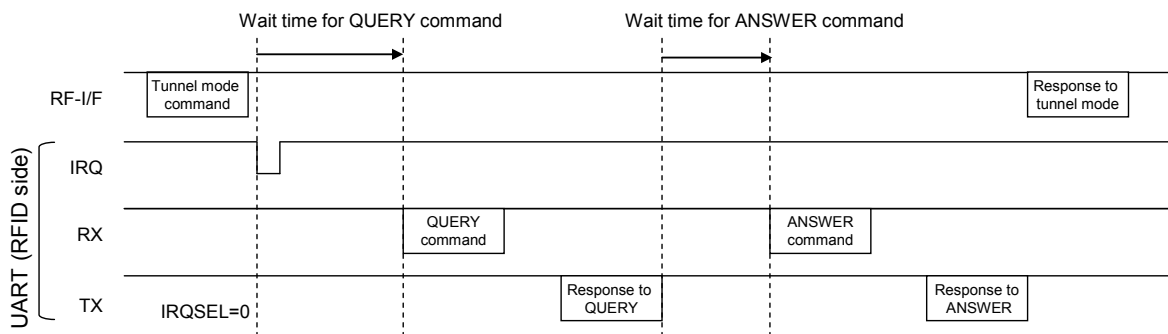 Wait time for QUERY command
Wait time for ANSWER command
RF-I/F
Tunnel mode
command
Response to
tunnel mode
UART (RFID side)
IRQ
RX
QUERY
command
ANSWER
command
TX
IRQSEL=0
Response to
QUERY
Response to
ANSWER